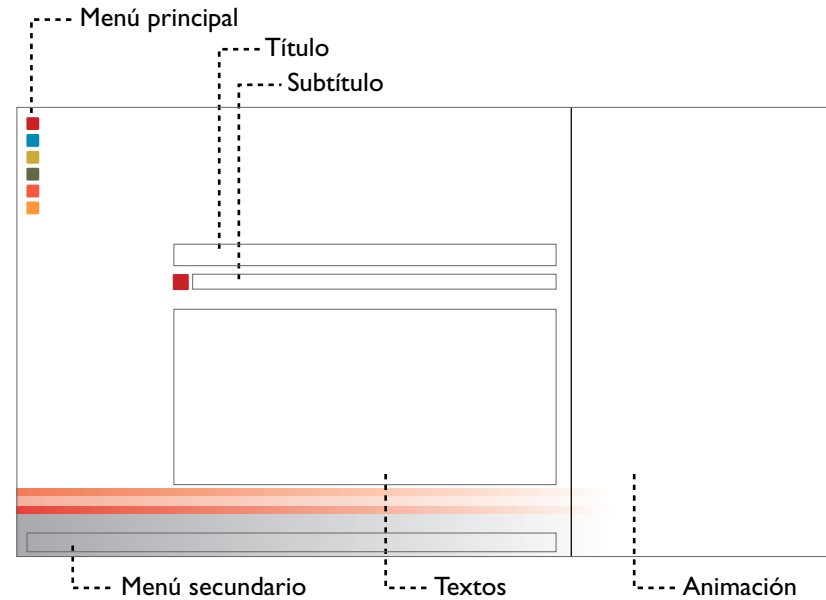 Menú principal
Título
Subtítulo
Menú secundario
Textos
Animación